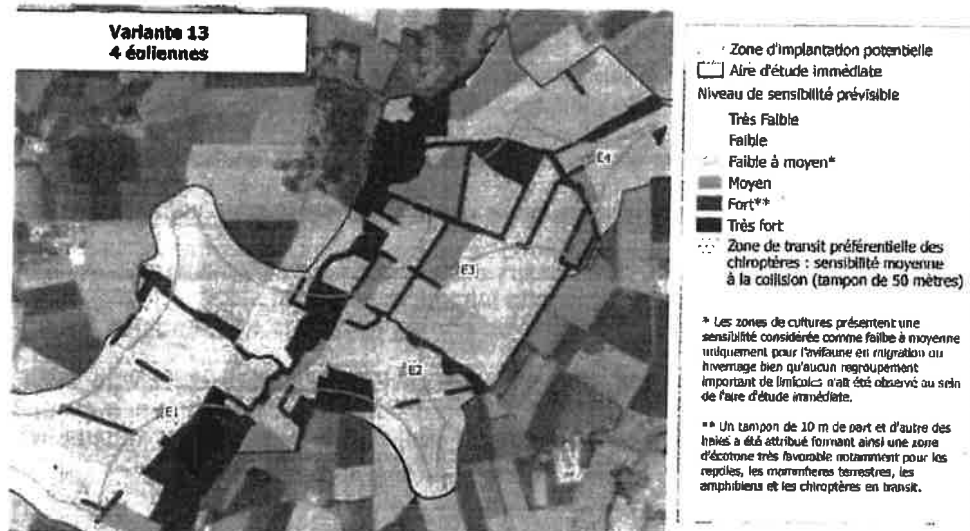 Variante 13
4 éoliennes
E4
E3
E2
E1
Zone d'implantation potentielle
Aire d'étude immédiate
Niveau de sensibilité prévisible
Très Faible
Faible
Faible à moyen*
Moyen
Fort**
Très fort
Zone de transit préférentielle des
chiroptères : sensibilité moyenne
à la collision (tampon de 50 mètres)
* Les zones de cultures présentent une
sensibilité considérée comme faible à moyenne
uniquement pour l'avifaune en migration ou
hivernage bien qu'aucun regroupement
important de limicoles n'ait été observé au sein
de l'aire d'étude immédiate.
** Un tampon de 10 m de part et d'autre des
haies a été attribué formant ainsi une zone
d'écotone très favorable notamment pour les
reptiles, les mammifères terrestres, les
amphibiens et les chiroptères en transit.